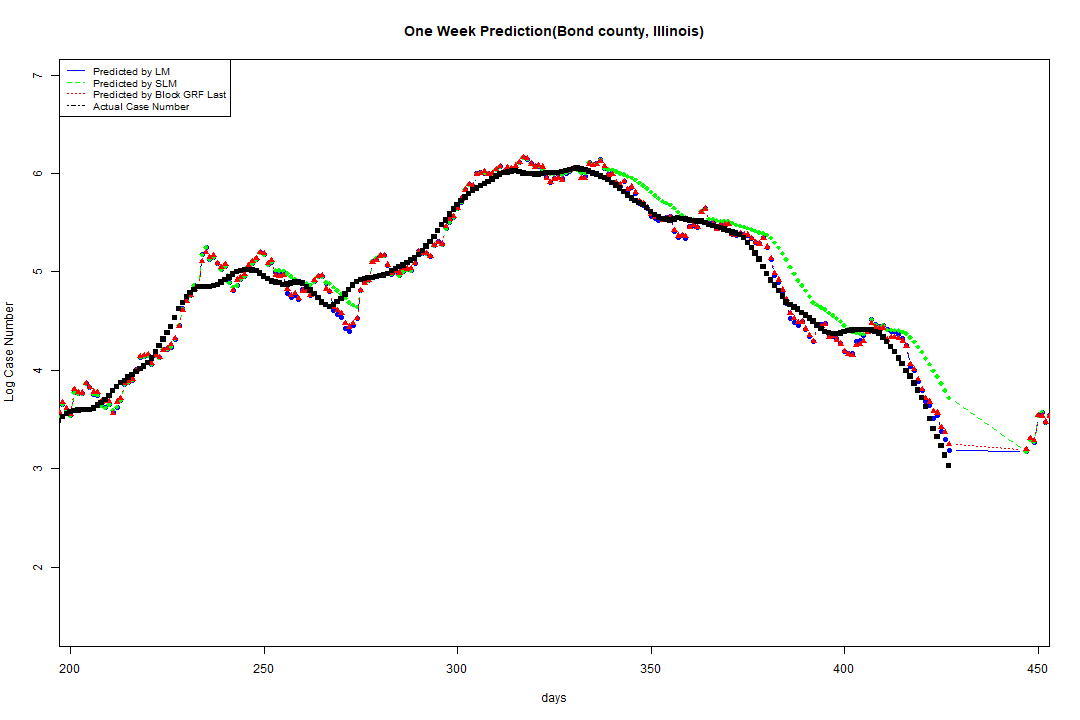 One Week Prediction(Bond county, Illinois)
Predicted by LM
Predicted by SLM
Predicted by Block GRF Last
Actual Case Number
7
6
5
4
3
2
Log Case Number
200 250 300 350 400 450
days